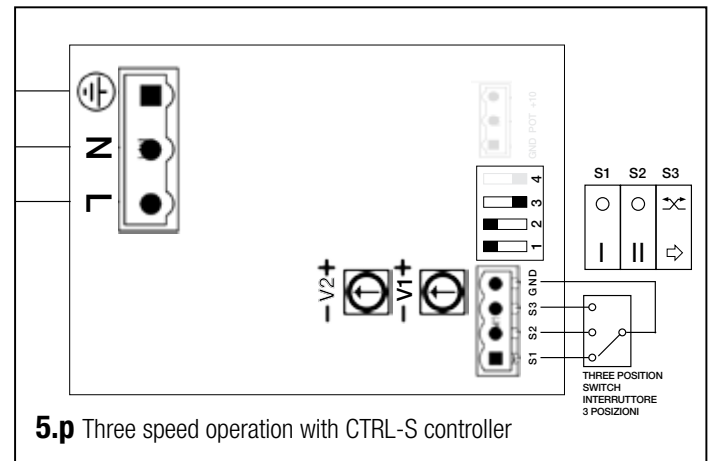 N
L
GND POT +10
4
3
2
1
- V2 +
- V1 +
GND
S3
S2
S1
S1 S2 S3
I II
THREE POSITION
SWITCH
INTERRUTTORE
3 POSIZIONI
5.p Three speed operation with CTRL-S controller